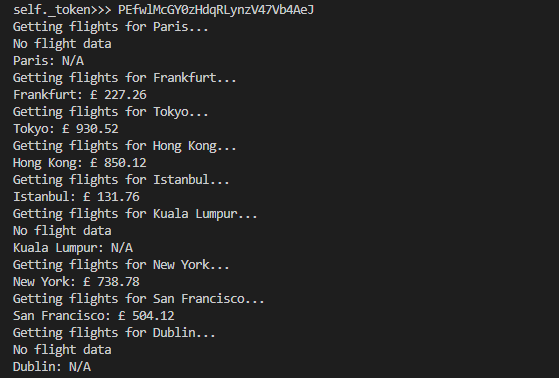 self._token>>> PEfwlMcGY0zHdqRLynzV47Vb4AeJ
Getting flights for Paris...
No flight data
Paris: N/A
Getting flights for Frankfurt...
Frankfurt: £ 227.26
Getting flights for Tokyo...
Tokyo: £ 930.52
Getting flights for Hong Kong...
Hong Kong: £ 850.12
Getting flights for Istanbul...
Istanbul: £ 131.76
Getting flights for Kuala Lumpur...
No flight data
Kuala Lumpur: N/A
Getting flights for New York...
New York: £ 738.78
Getting flights for San Francisco...
San Francisco: £ 504.12
Getting flights for Dublin...
No flight data
Dublin: N/A